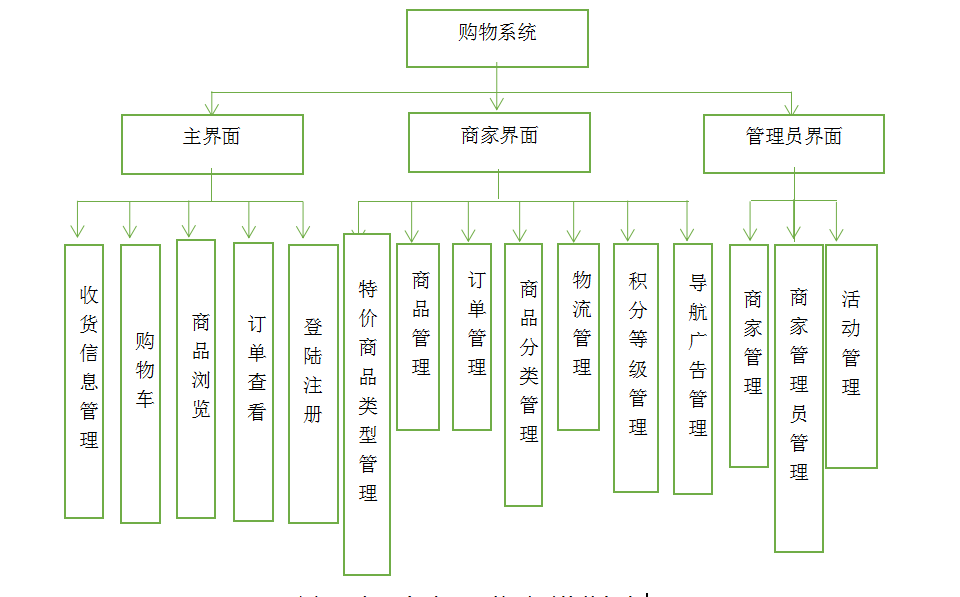 购物系统
主界面
商家界面
管理员界面
收货信息管理
购物车
商品浏览
订单查看
登陆注册
特价商品类型管理
商品管理
订单管理
商品分类管理
物流管理
积分等级管理
导航广告管理
商家管理
商家管理员管理
活动管理